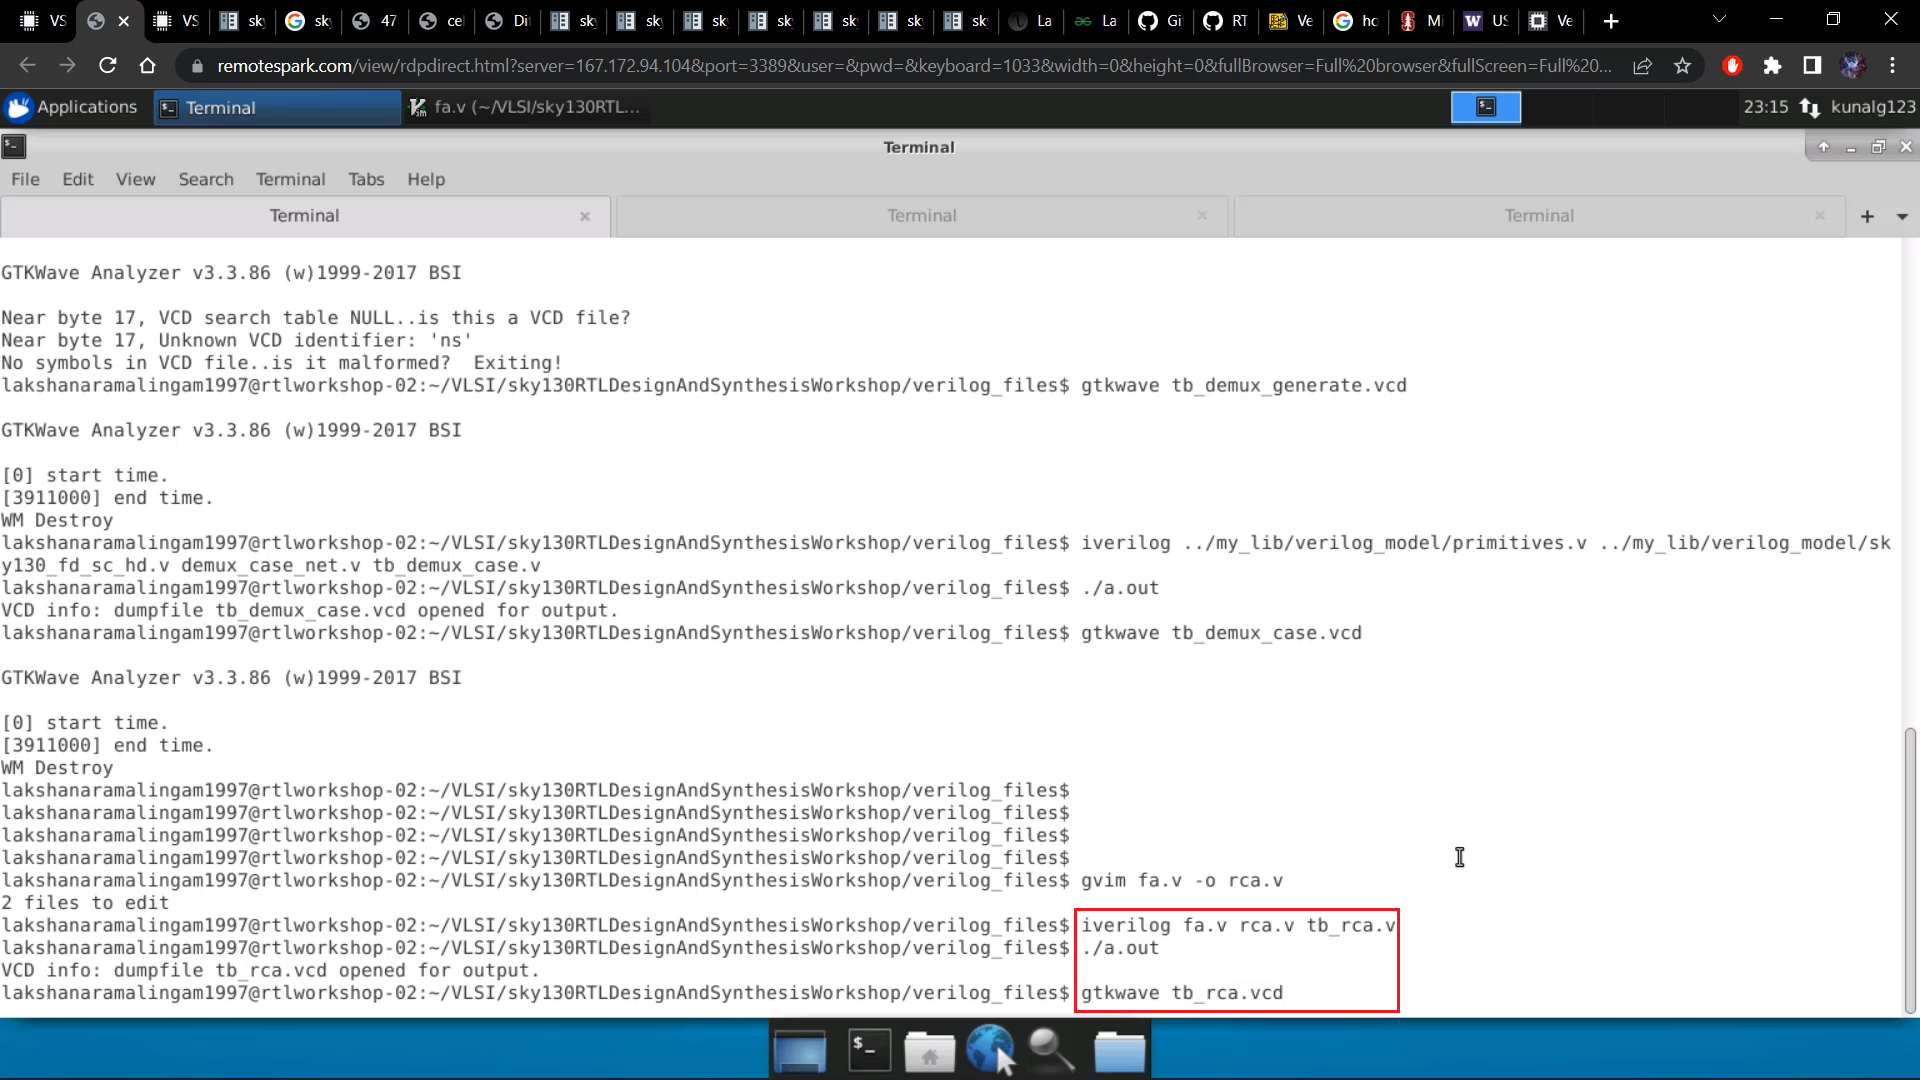 VS
VS
sky
sky
47
cel
Di
sky
sky
sky
sky
sky
sky
sky
La
La
Gi
RT
Ve
ho
Mi
US
Ve
remotespark.com/view/rdpdirect.html?server=167.172.94.104&port=3389&user=&pwd=&keyboard=1033&width=0&height=0&fullBrowser=Full%20browser&fullScreen=Full%20...
Applications Terminal fa.v (~/VLSI/sky130RTL... 23:15 kunalg123
Terminal
File Edit View Search Terminal Tabs Help
Terminal Terminal Terminal
GTKWave Analyzer v3.3.86 (w)1999-2017 BSI
Near byte 17, VCD search table NULL..is this a VCD file?
Near byte 17, Unknown VCD identifier: 'ns'
No symbols in VCD file..is it malformed?  Exiting!
lakshanaramalingam1997@rtlworkshop-02:~/VLSI/sky130RTLDesignAndSynthesisWorkshop/verilog_files$ gtkwave tb_demux_generate.vcd
GTKWave Analyzer v3.3.86 (w)1999-2017 BSI
[0] start time.
[3911000] end time.
WM Destroy
lakshanaramalingam1997@rtlworkshop-02:~/VLSI/sky130RTLDesignAndSynthesisWorkshop/verilog_files$ iverilog ../my_lib/verilog_model/primitives.v ../my_lib/verilog_model/sk
y130_fd_sc_hd.v demux_case_net.v tb_demux_case.v
lakshanaramalingam1997@rtlworkshop-02:~/VLSI/sky130RTLDesignAndSynthesisWorkshop/verilog_files$ ./a.out
VCD info: dumpfile tb_demux_case.vcd opened for output.
lakshanaramalingam1997@rtlworkshop-02:~/VLSI/sky130RTLDesignAndSynthesisWorkshop/verilog_files$ gtkwave tb_demux_case.vcd
GTKWave Analyzer v3.3.86 (w)1999-2017 BSI
[0] start time.
[3911000] end time.
WM Destroy
lakshanaramalingam1997@rtlworkshop-02:~/VLSI/sky130RTLDesignAndSynthesisWorkshop/verilog_files$
lakshanaramalingam1997@rtlworkshop-02:~/VLSI/sky130RTLDesignAndSynthesisWorkshop/verilog_files$
lakshanaramalingam1997@rtlworkshop-02:~/VLSI/sky130RTLDesignAndSynthesisWorkshop/verilog_files$
lakshanaramalingam1997@rtlworkshop-02:~/VLSI/sky130RTLDesignAndSynthesisWorkshop/verilog_files$
lakshanaramalingam1997@rtlworkshop-02:~/VLSI/sky130RTLDesignAndSynthesisWorkshop/verilog_files$ gvim fa.v -o rca.v
2 files to edit
lakshanaramalingam1997@rtlworkshop-02:~/VLSI/sky130RTLDesignAndSynthesisWorkshop/verilog_files$ iverilog fa.v rca.v tb_rca.v
lakshanaramalingam1997@rtlworkshop-02:~/VLSI/sky130RTLDesignAndSynthesisWorkshop/verilog_files$ ./a.out
VCD info: dumpfile tb_rca.vcd opened for output.
lakshanaramalingam1997@rtlworkshop-02:~/VLSI/sky130RTLDesignAndSynthesisWorkshop/verilog_files$ gtkwave tb_rca.vcd